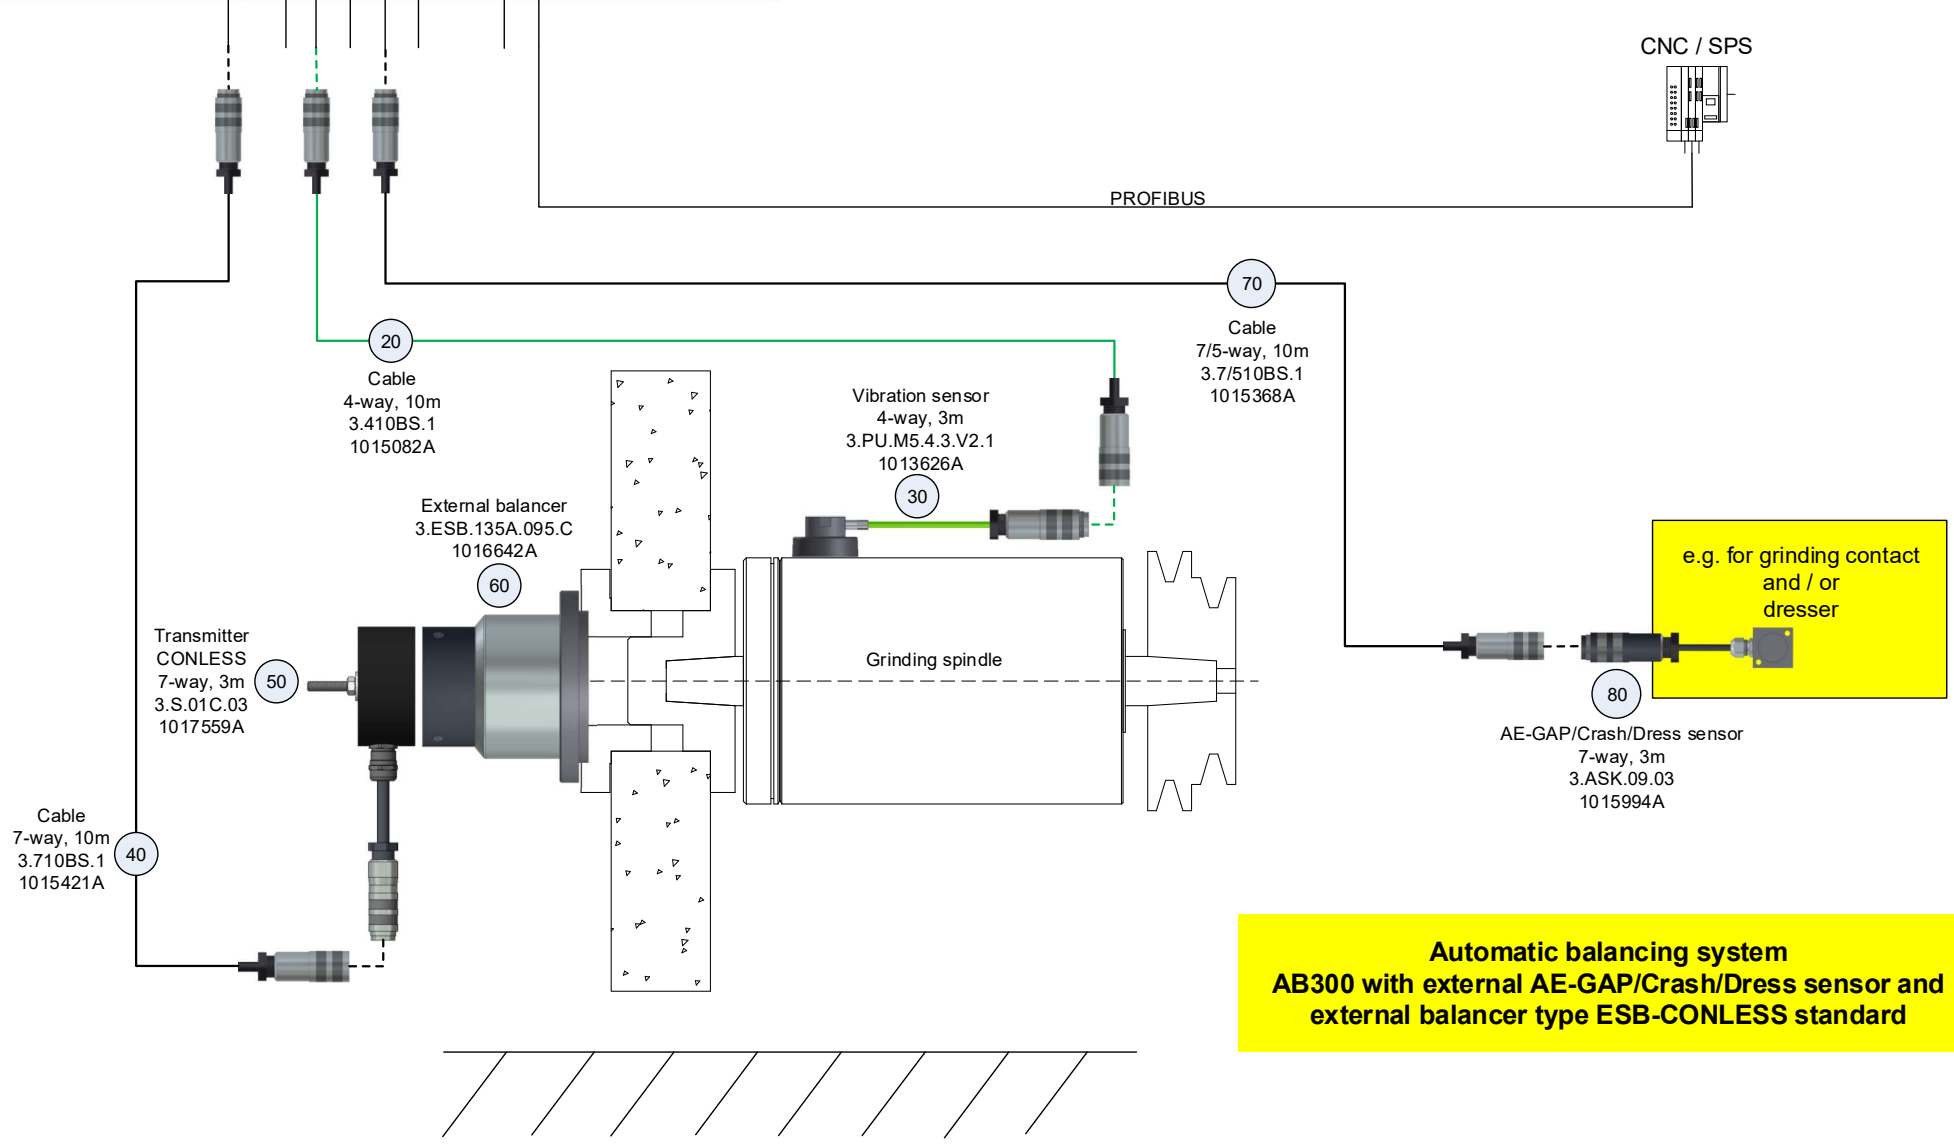 CNC / SPS
PROFIBUS
70
Cable
7/5-way, 10m
3.7/510BS.1
1015368A
20
Cable
4-way, 10m
3.410BS.1
1015082A
Vibration sensor
4-way, 3m
3.PU.M5.4.3.V2.1
1013626A
30
External balancer
3.ESB.135A.095.C
1016642A
60
e.g. for grinding contact
and / or
dresser
Transmitter
CONLESS
7-way, 3m
3.S.01C.03
1017559A
50
Grinding spindle
80
AE-GAP/Crash/Dress sensor
7-way, 3m
3.ASK.09.03
1015994A
Cable
7-way, 10m
3.710BS.1
1015421A
40
Automatic balancing system
AB300 with external AE-GAP/Crash/Dress sensor and
external balancer type ESB-CONLESS standard